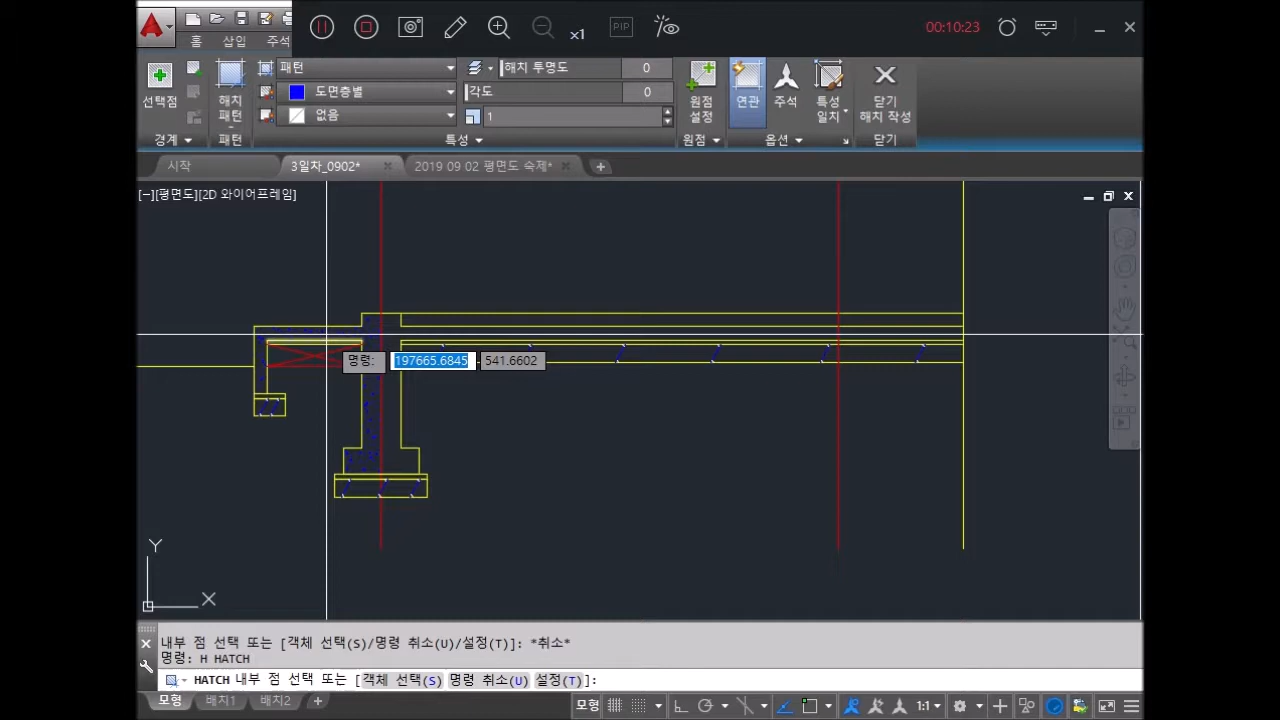 x1
PIP
00:10:23
홈 삽입 주석
선택점
해치
패턴
패턴
도면층별
없음
해치 투명도 0
각도 0
1
원점
설정
연관
주석
특성
일치
닫기
해치 작성
경계 패턴 특성 원점 옵션 닫기
시작 3일차_0902* 2019 09 02 평면도 숙제*
[−][평면도][2D 와이어프레임]
명령: 197665.6845 541.6602
Y
X
내부 점 선택 또는 [객체 선택(S)/명령 취소(U)/설정(T)]: *취소*
명령: H HATCH
HATCH 내부 점 선택 또는 [객체 선택(S) 명령 취소(U) 설정(T)]:
모형 배치1 배치2 +
모형 1:1